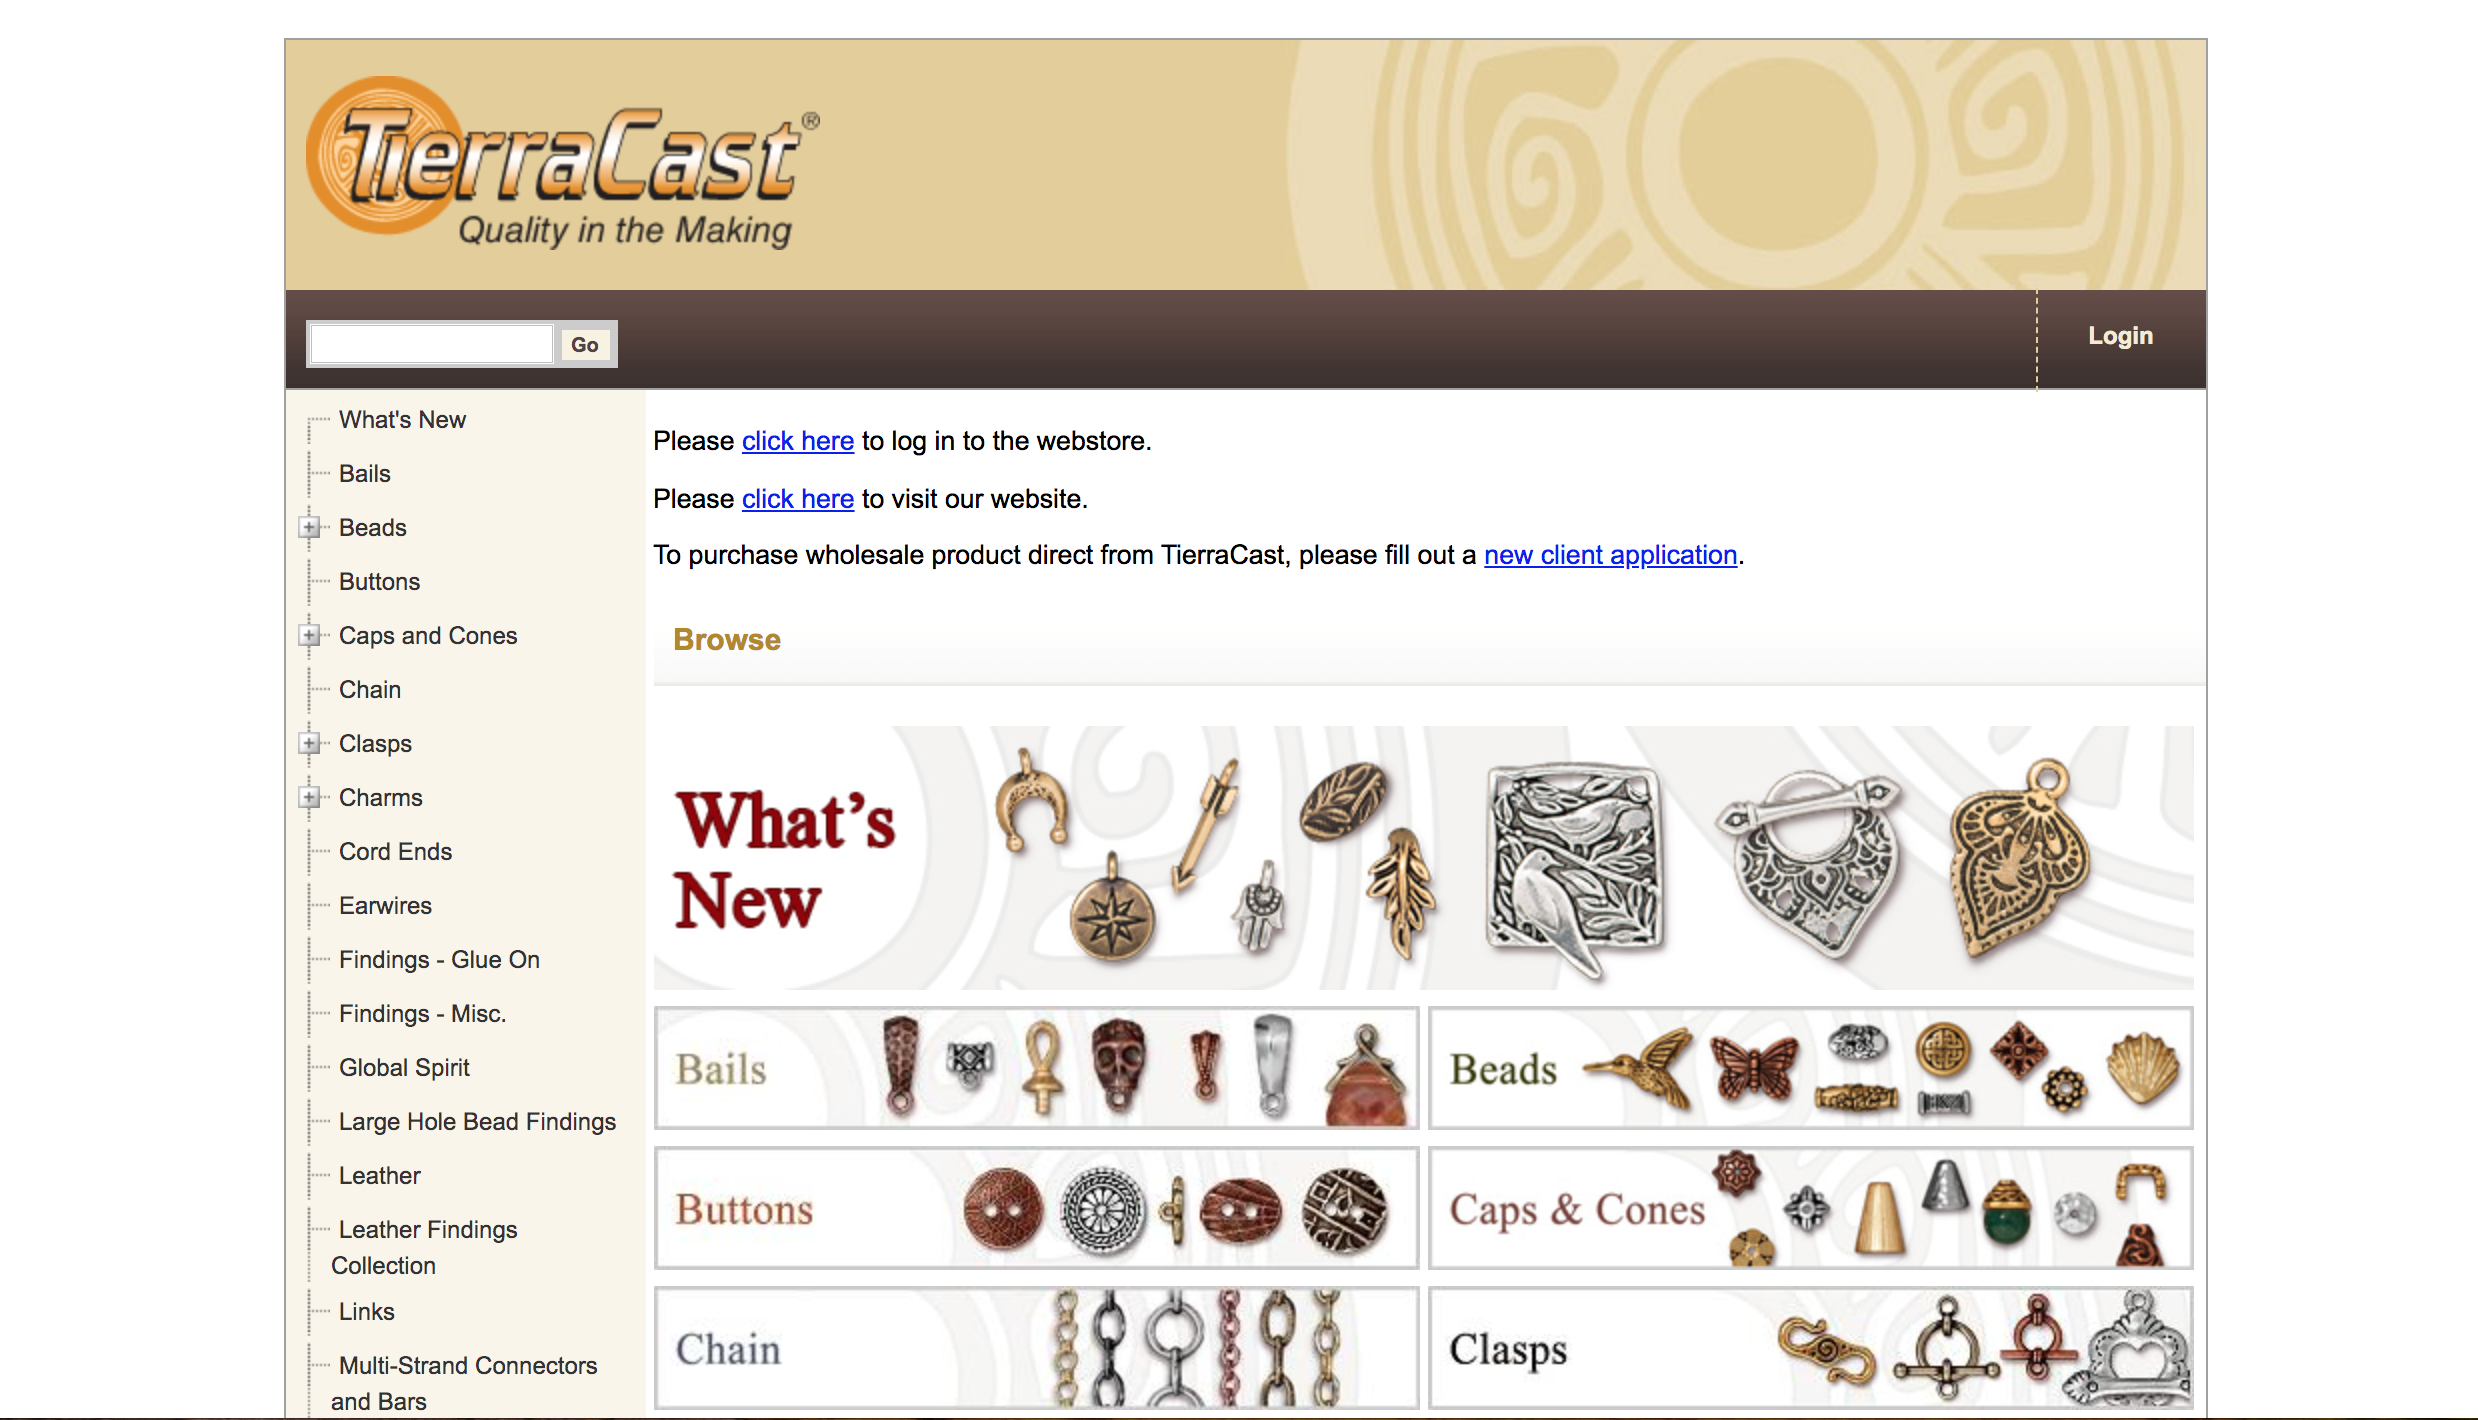 TierraCast®
Quality in the Making
Go
Login
What's New
Bails
Beads
Buttons
Caps and Cones
Chain
Clasps
Charms
Cord Ends
Earwires
Findings - Glue On
Findings - Misc.
Global Spirit
Large Hole Bead Findings
Leather
Leather Findings
Collection
Links
Multi-Strand Connectors
and Bars
Please click here to log in to the webstore.
Please click here to visit our website.
To purchase wholesale product direct from TierraCast, please fill out a new client application.
Browse
What's
New
Bails
Beads
Buttons
Caps & Cones
Chain
Clasps